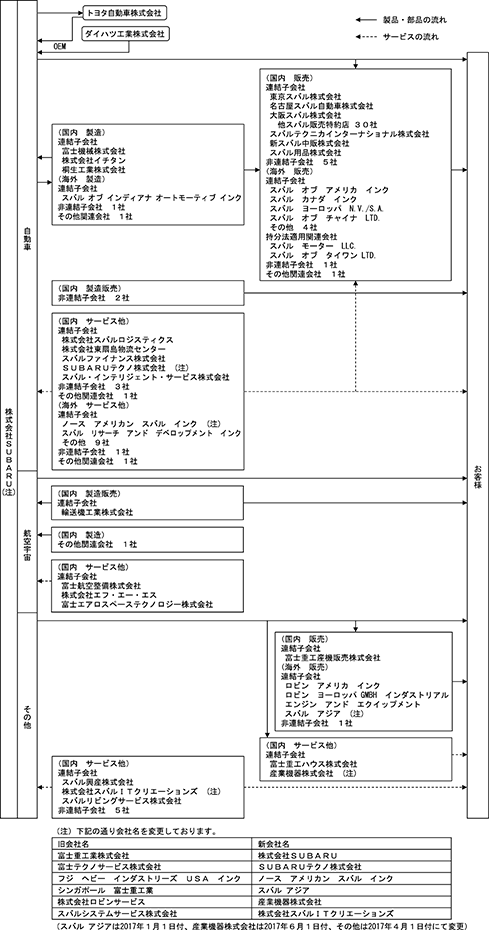 トヨタ自動車株式会社
ダイハツ工業株式会社
OEM
製品・部品の流れ
サービスの流れ
株式会社ＳＵＢＡＲＵ（注）
自動車
航空宇宙
その他
お客様
（国内　製造）
連結子会社
富士機械株式会社
株式会社イチタン
桐生工業株式会社
（海外　製造）
連結子会社
スバル オブ インディアナ オートモーティブ インク
非連結子会社　１社
その他関連会社　１社
（国内　販売）
連結子会社
東京スバル株式会社
名古屋スバル自動車株式会社
大阪スバル株式会社
他スバル販売特約店　３０社
スバルテクニカインターナショナル株式会社
新スバル中販株式会社
スバル用品株式会社
非連結子会社　５社
（海外　販売）
連結子会社
スバル　オブ　アメリカ　インク
スバル　カナダ　インク
スバル　ヨーロッパ　N.V./S.A.
スバル　オブ　チャイナ　LTD.
その他　４社
持分法適用関連会社
スバル　モーター　LLC.
スバル　オブ　タイワン LTD.
非連結子会社　１社
その他関連会社　１社
（国内　製造販売）
非連結子会社　２社
（国内　サービス他）
連結子会社
株式会社スバルロジスティクス
株式会社東扇島物流センター
スバルファイナンス株式会社
ＳＵＢＡＲＵテクノ株式会社　（注）
スバル・インテリジェント・サービス株式会社
非連結子会社　３社
その他関連会社　１社
（海外　サービス他）
連結子会社
ノース　アメリカン　スバル　インク　（注）
スバル　リサーチ　アンド　デベロップメント　インク
その他　９社
非連結子会社　１社
その他関連会社　１社
（国内　製造販売）
連結子会社
輸送機工業株式会社
（国内　製造）
その他関連会社　１社
（国内　サービス他）
連結子会社
富士航空整備株式会社
株式会社エフ・エー・エス
富士エアロスペーステクノロジー株式会社
（国内　販売）
連結子会社
富士重工産機販売株式会社
（海外　販売）
連結子会社
ロビン　アメリカ　インク
ロビン　ヨーロッパ GMBH　インダストリアル
エンジン　アンド　エクイップメント
スバル　アジア　（注）
非連結子会社　１社
（国内　サービス他）
連結子会社
富士重工ハウス株式会社
産業機器株式会社　（注）
（国内　サービス他）
連結子会社
スバル興産株式会社
株式会社スバルＩＴクリエーションズ　（注）
スバルリビングサービス株式会社
非連結子会社　５社
（注）下記の通り会社名を変更しております。
旧会社名　新会社名
富士重工業株式会社　株式会社ＳＵＢＡＲＵ
富士テクノサービス株式会社　ＳＵＢＡＲＵテクノ株式会社
フジ　ヘビー　インダストリーズ　ＵＳＡ　インク　ノース　アメリカン　スバル　インク
シンガポール　富士重工業　スバル アジア
株式会社ロビンサービス　産業機器株式会社
スバルシステムサービス株式会社　株式会社スバルＩＴクリエーションズ
（スバル アジアは2017年１月１日付、産業機器株式会社は2017年６月１日付、その他は2017年４月１日付にて変更）